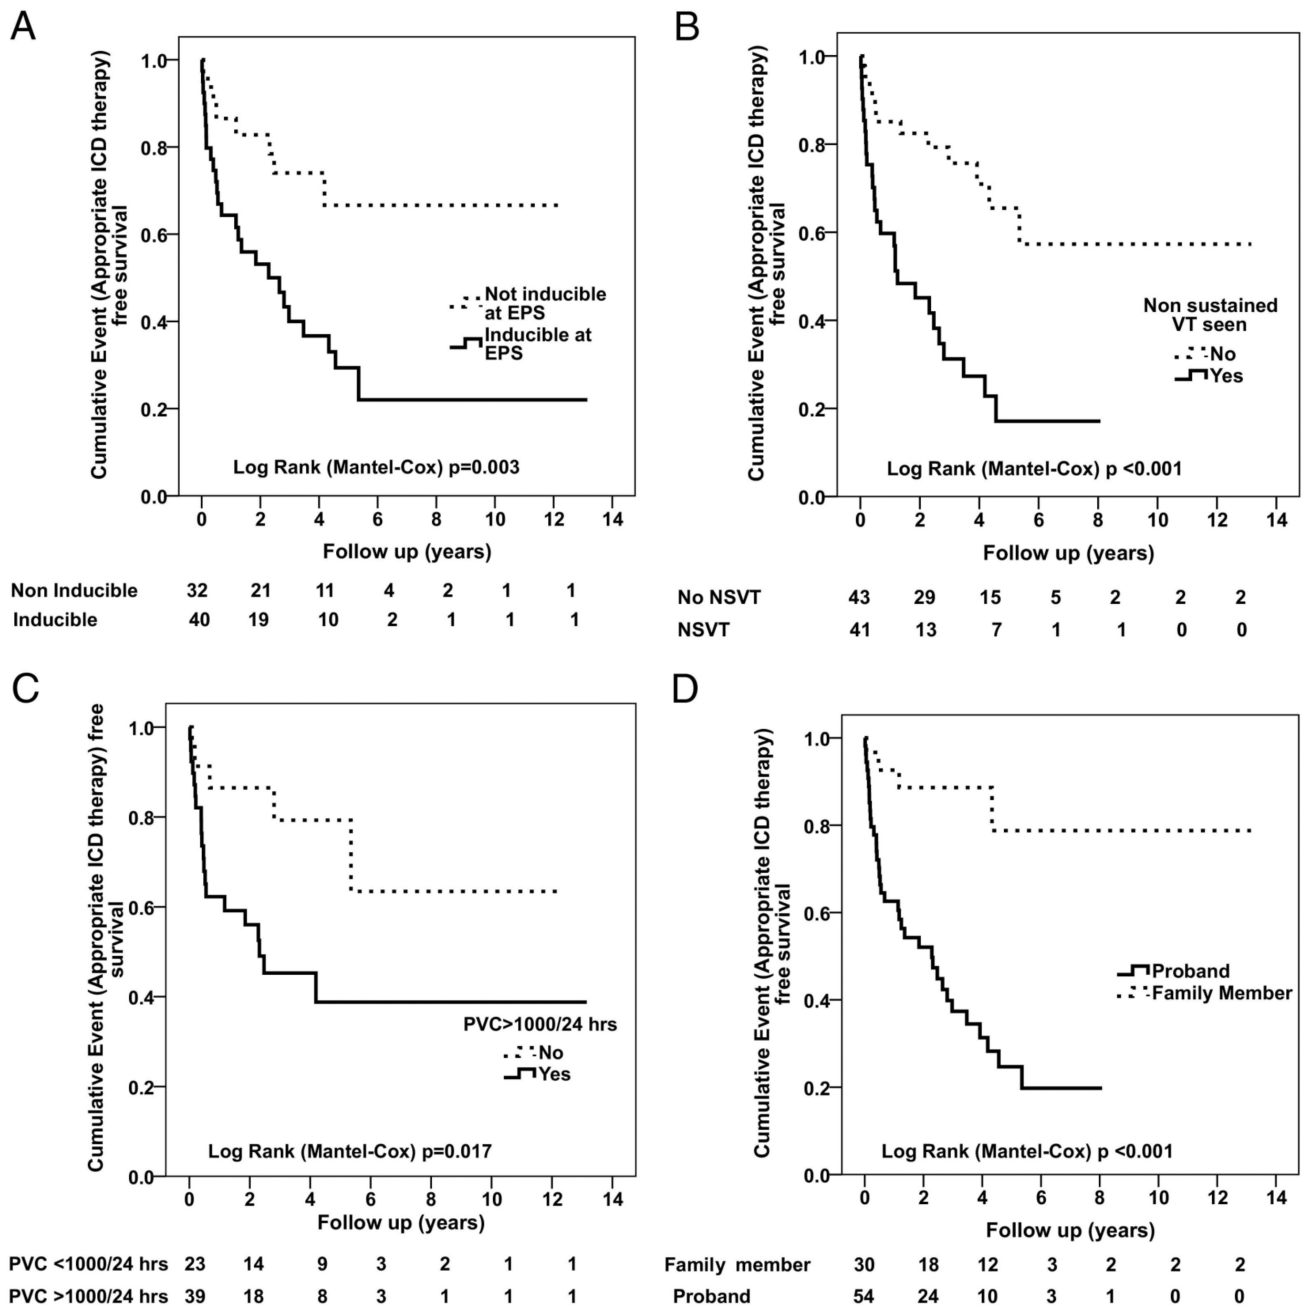 A
Cumulative Event (Appropriate ICD therapy)
free survival
1.0
0.8
0.6
0.4
0.2
0.0
Not inducible
at EPS
Inducible at
EPS
Log Rank (Mantel-Cox) p=0.003
0 2 4 6 8 10 12 14
Follow up (years)
Non Inducible 32 21 11 4 2 1 1
Inducible 40 19 10 2 1 1 1
B
Cumulative Event (Appropriate ICD therapy)
free survival
1.0
0.8
0.6
0.4
0.2
0.0
Non sustained
VT seen
No
Yes
Log Rank (Mantel-Cox) p <0.001
0 2 4 6 8 10 12 14
Follow up (years)
No NSVT 43 29 15 5 2 2 2
NSVT 41 13 7 1 1 0 0
C
Cumulative Event (Appropriate ICD therapy) free
survival
1.0
0.8
0.6
0.4
0.2
0.0
PVC>1000/24 hrs
No
Yes
Log Rank (Mantel-Cox) p=0.017
0 2 4 6 8 10 12 14
Follow up (years)
PVC <1000/24 hrs 23 14 9 3 2 1 1
PVC >1000/24 hrs 39 18 8 3 1 1 1
D
Cumulative Event (Appropriate ICD therapy)
free survival
1.0
0.8
0.6
0.4
0.2
0.0
Proband
Family Member
Log Rank (Mantel-Cox) p <0.001
0 2 4 6 8 10 12 14
Follow up (years)
Family member 30 18 12 3 2 2 2
Proband 54 24 10 3 1 0 0